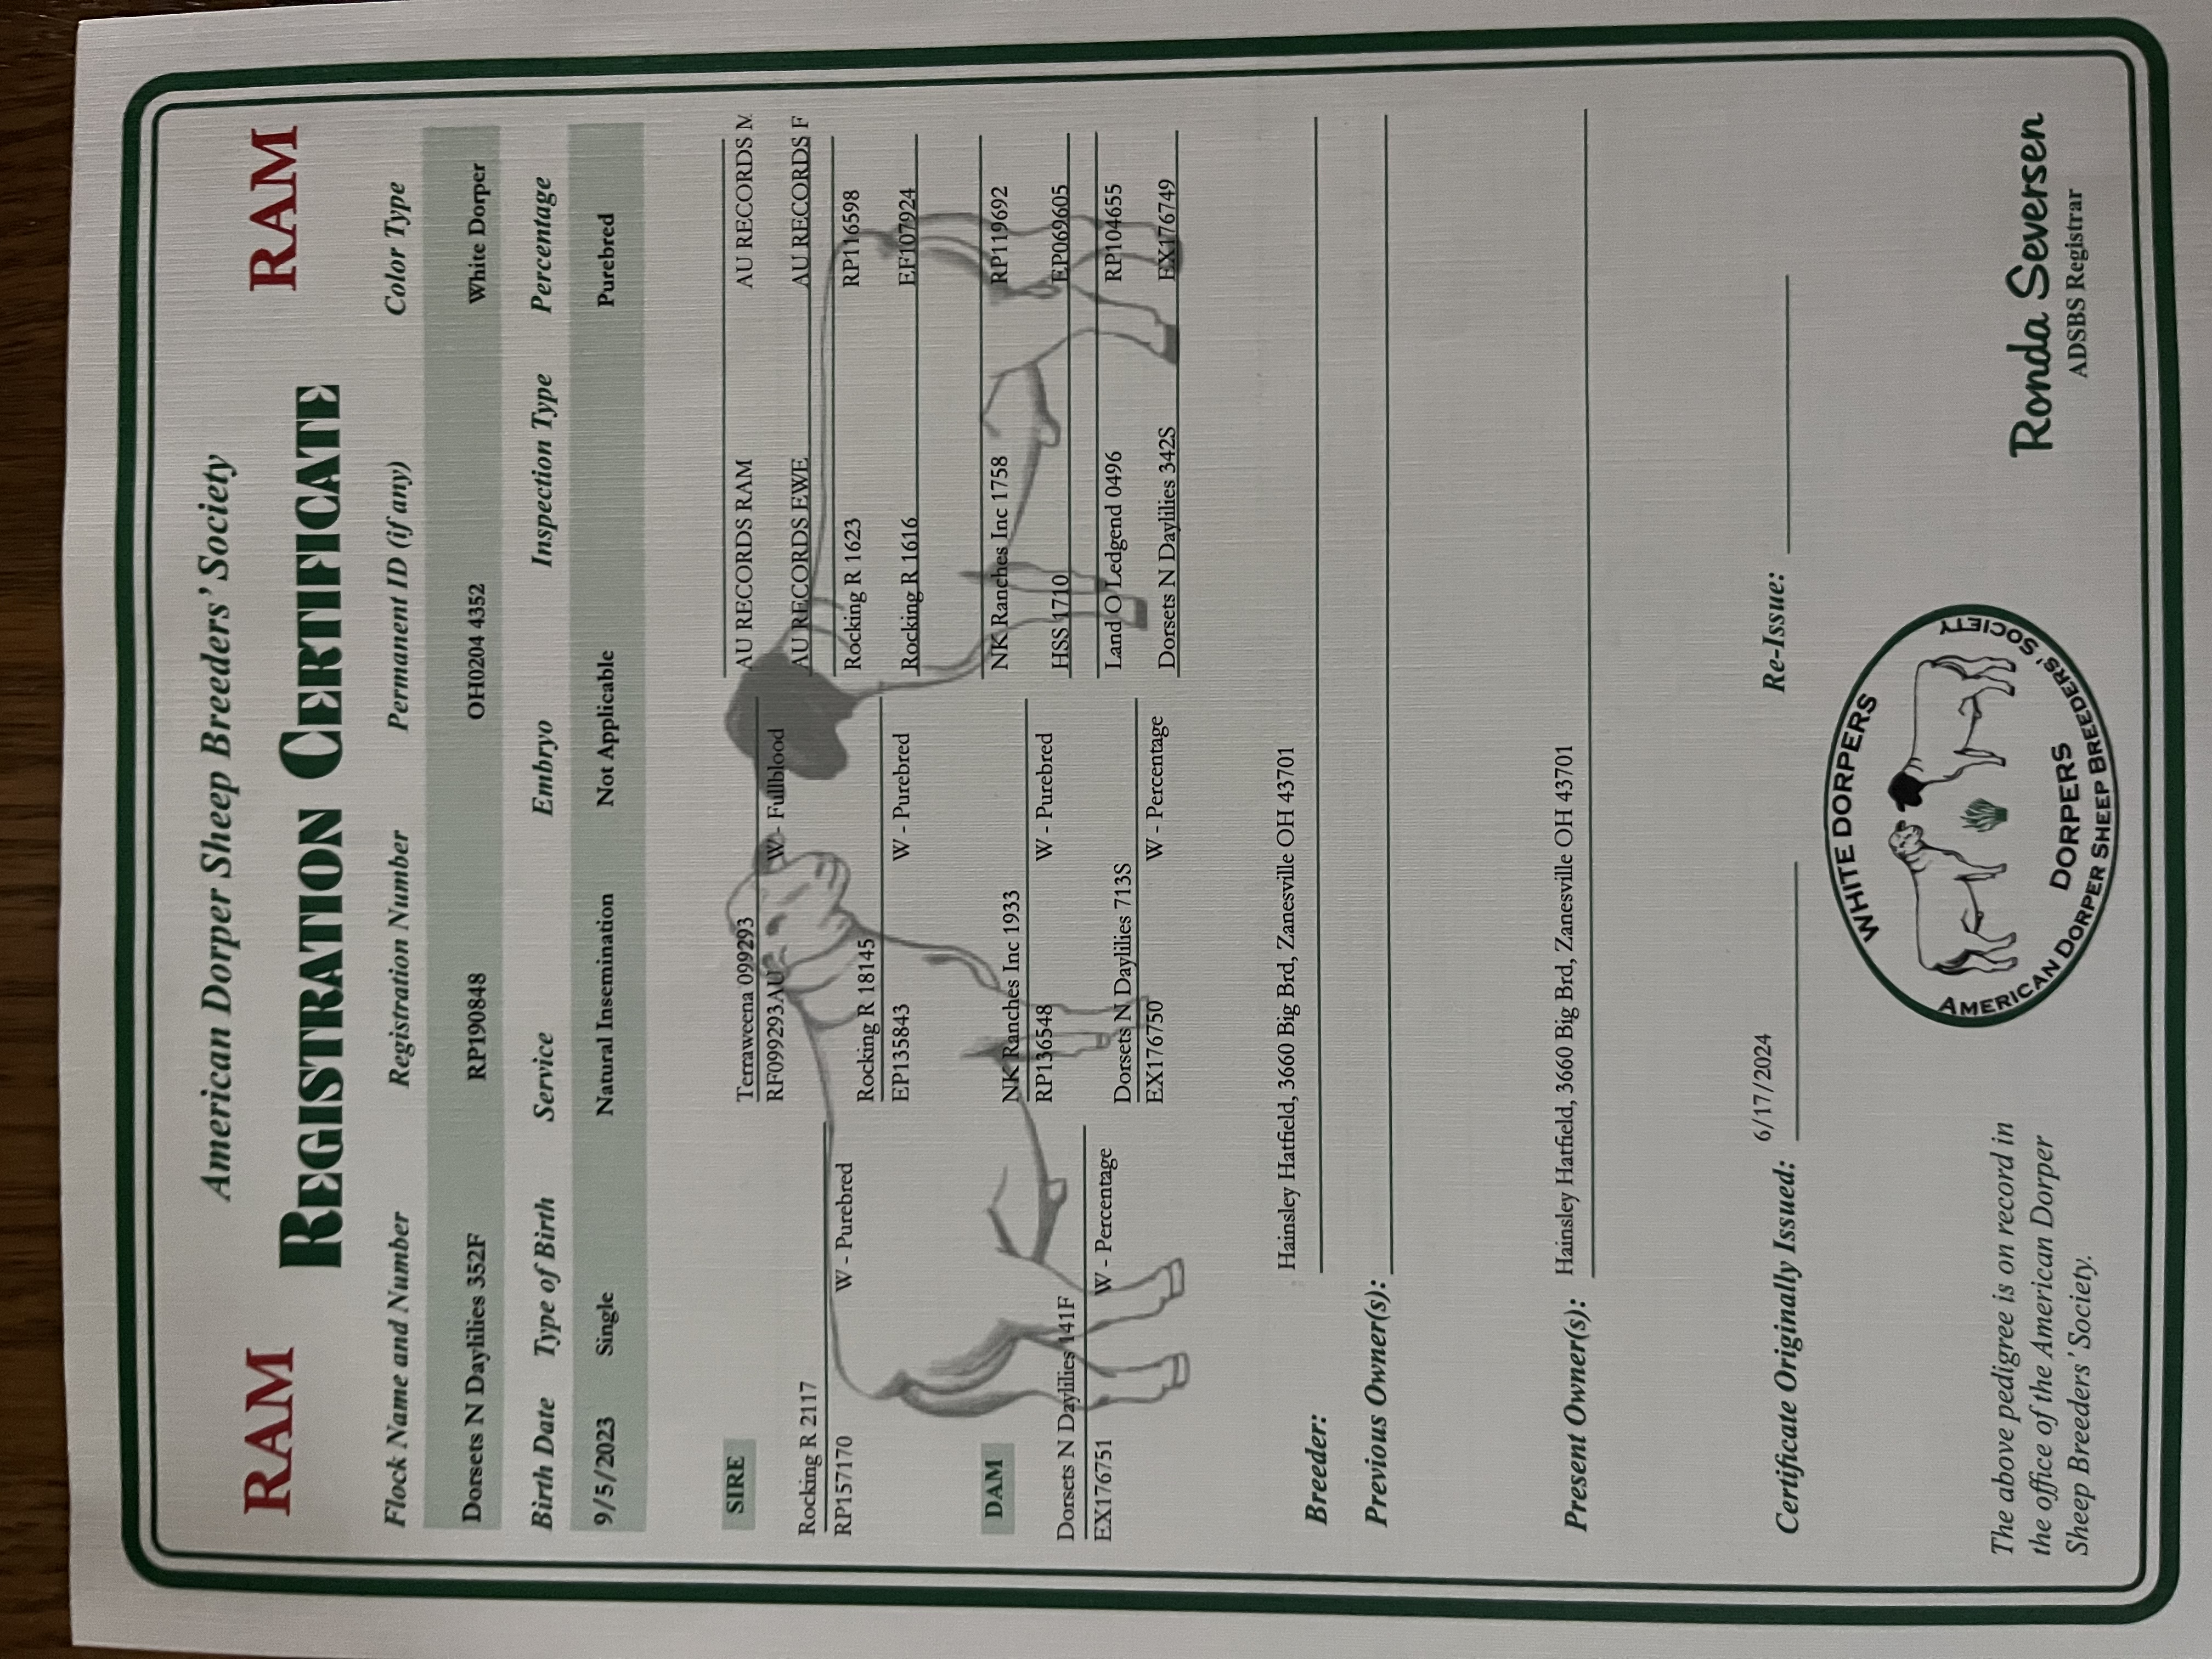 American Dorper Sheep Breeders' Society
RAM REGISTRATION CERTIFICATE RAM
Flock Name and Number Registration Number Permanent ID (if any) Color Type
Dorsets N Daylilies 352F RP190848 OH0204 4352 White Dorper
Birth Date Type of Birth Service Embryo Inspection Type Percentage
9/5/2023 Single Natural Insemination Not Applicable Purebred
SIRE
Rocking R 2117
RP157170 W - Purebred
Terraweena 099293
RF099293AU W - Fullblood
Rocking R 18145
EP135843 W - Purebred
AU RECORDS RAM AU RECORDS M
AU RECORDS EWE AU RECORDS F
Rocking R 1623 RP116598
Rocking R 1616 EF107924
DAM
Dorsets N Daylilies 141F
EX176751 W - Percentage
NK Ranches Inc 1933
RP136548 W - Purebred
Dorsets N Daylilies 713S
EX176750 W - Percentage
NK Ranches Inc 1758 RP119692
HSS 1710 EP069605
Land O'Ledgend 0496 RP104655
Dorsets N Daylilies 342S EX176749
Breeder: Hainsley Hatfield, 3660 Big Brd, Zanesville OH 43701
Previous Owner(s):
Present Owner(s): Hainsley Hatfield, 3660 Big Brd, Zanesville OH 43701
Certificate Originally Issued: 6/17/2024 Re-Issue:
The above pedigree is on record in
the office of the American Dorper
Sheep Breeders' Society.
WHITE DORPERS
DORPERS
AMERICAN DORPER SHEEP BREEDERS' SOCIETY
Ronda Seversen
ADSBS Registrar